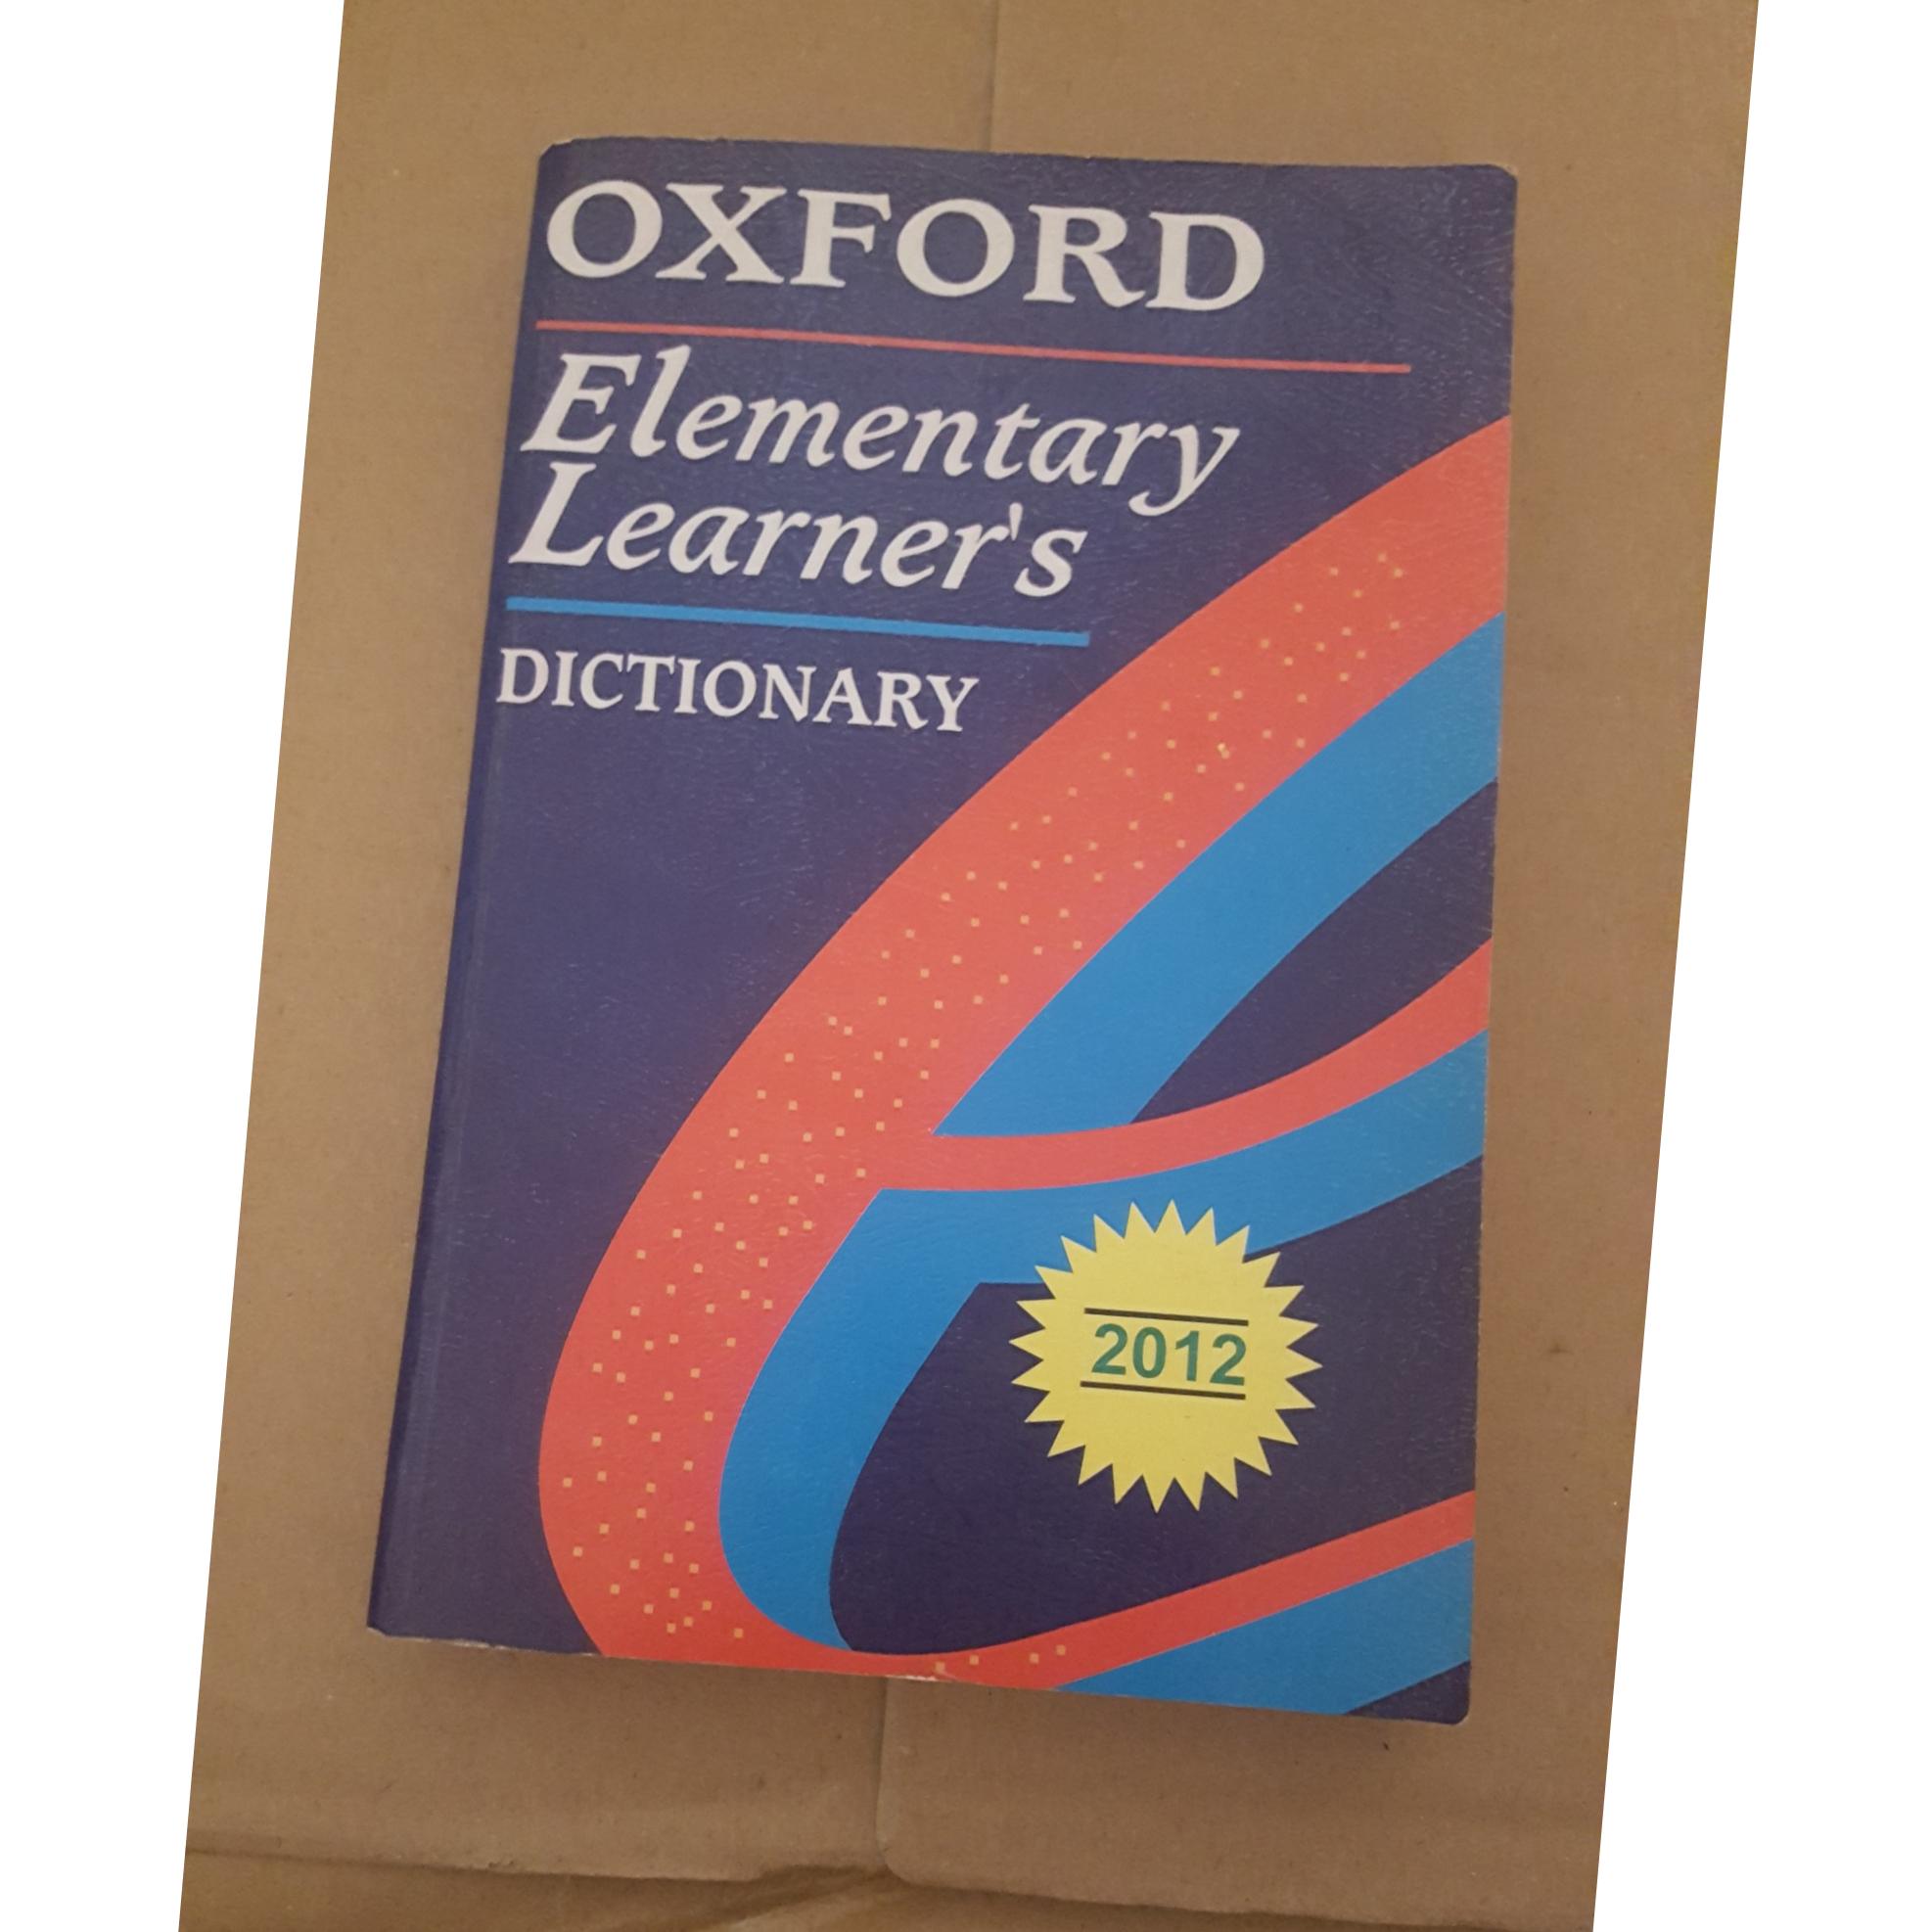 OXFORD
Elementary
Learner's
DICTIONARY
2012